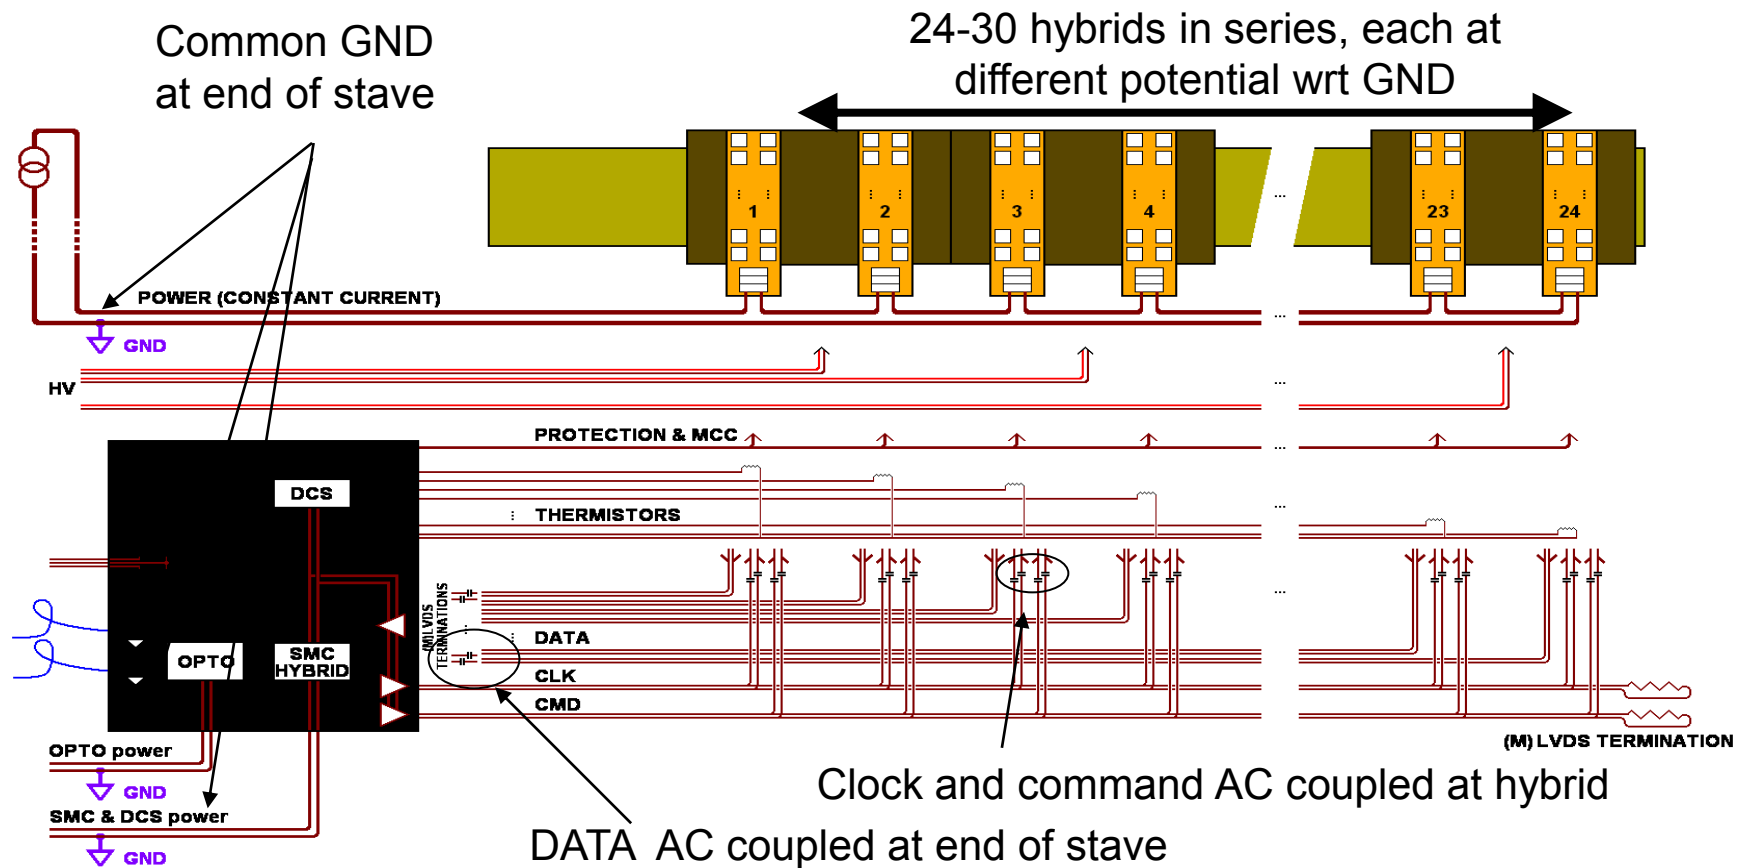 Common GND
at end of stave
24-30 hybrids in series, each at
different potential wrt GND
1
2
3
4
...
23
24
POWER (CONSTANT CURRENT)
...
GND
HV
...
PROTECTION & MCC
...
DCS
...
THERMISTORS
(M)LVDS
TERMINATIONS
...
DATA
OPTO
SMC
HYBRID
CLK
CMD
(M) LVDS TERMINATION
OPTO power
GND
Clock and command AC coupled at hybrid
SMC & DCS power
GND
DATA AC coupled at end of stave